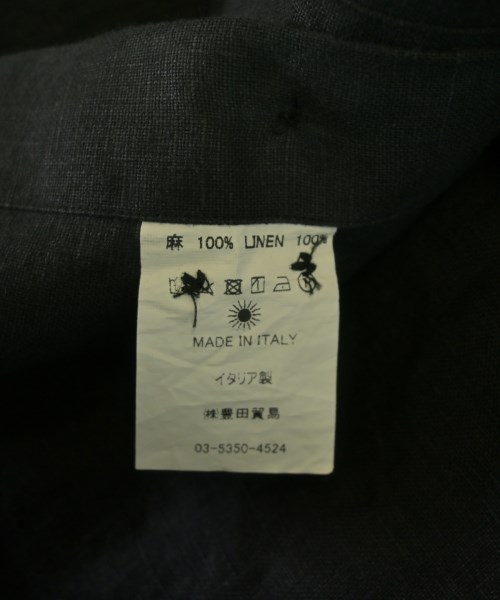 麻 100% LINEN 100%
MADE IN ITALY
イタリア製
㈱豊田貿島
03-5350-4524